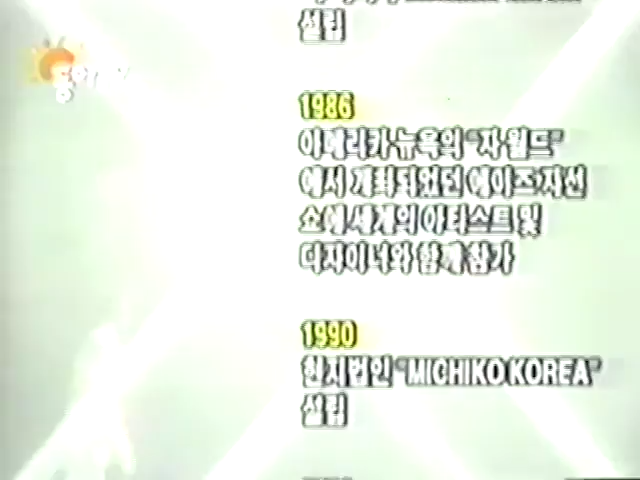 설립
1986
아메리카 뉴욕의 "자 월드"
에서 개최되었던 에이즈 자선
쇼에 세계의 아티스트 및
디자이너와 함께 참가
1990
현지법인 "MICHIKO KOREA"
설립